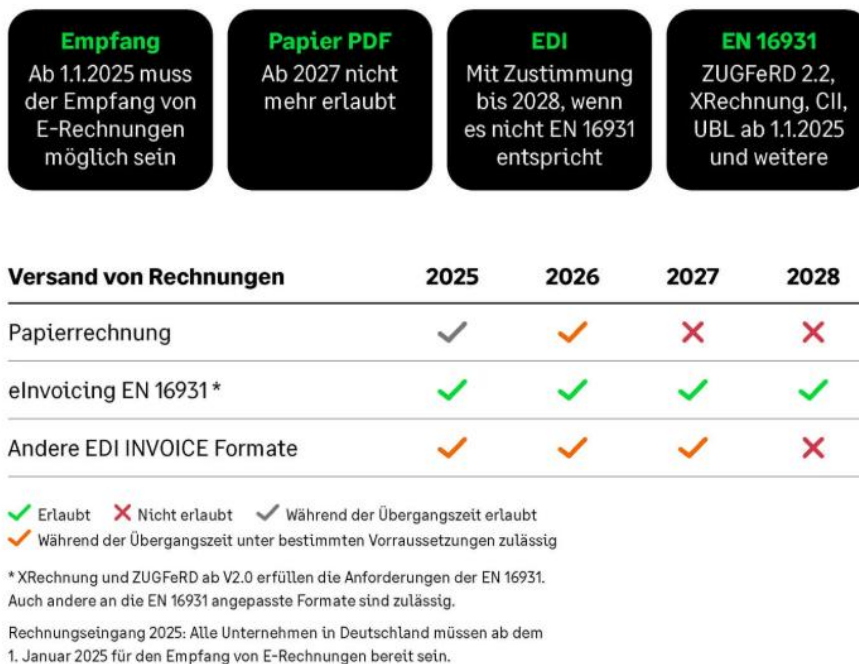 Empfang
Ab 1.1.2025 muss
der Empfang von
E-Rechnungen
möglich sein
Papier PDF
Ab 2027 nicht
mehr erlaubt
EDI
Mit Zustimmung
bis 2028, wenn
es nicht EN 16931
entspricht
EN 16931
ZUGFeRD 2.2,
XRechnung, CII,
UBL ab 1.1.2025
und weitere
Versand von Rechnungen 2025 2026 2027 2028
Papierrechnung
eInvoicing EN 16931 *
Andere EDI INVOICE Formate
Erlaubt Nicht erlaubt Während der Übergangszeit erlaubt
Während der Übergangszeit unter bestimmten Vorraussetzungen zulässig
* XRechnung und ZUGFeRD ab V2.0 erfüllen die Anforderungen der EN 16931.
Auch andere an die EN 16931 angepasste Formate sind zulässig.
Rechnungseingang 2025: Alle Unternehmen in Deutschland müssen ab dem
1. Januar 2025 für den Empfang von E-Rechnungen bereit sein.